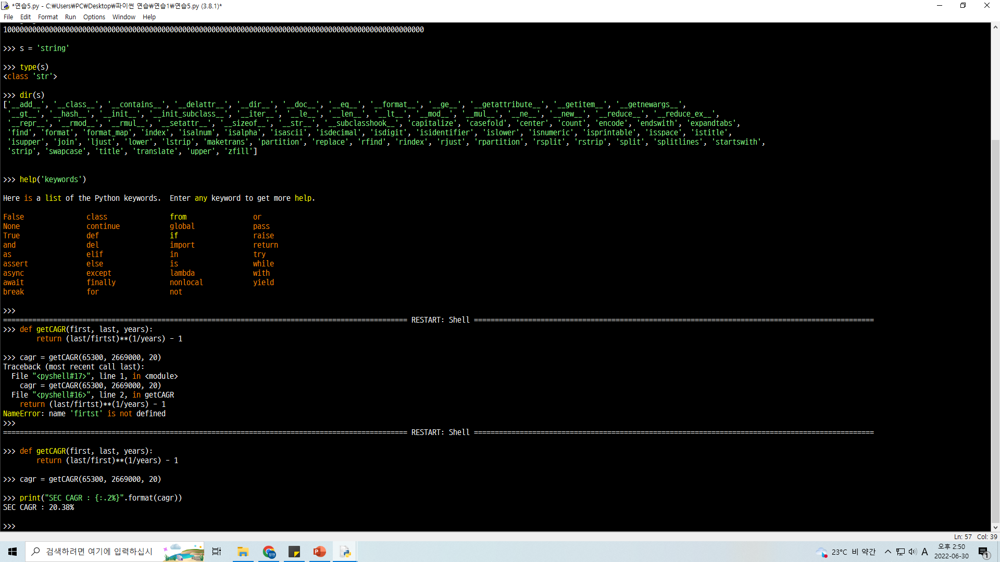 *연습5.py - C:₩Users₩PC₩Desktop₩파이썬 연습₩연습1₩연습5.py (3.8.1)*
File Edit Format Run Options Window Help
>>> s = 'string'
>>> type(s)
<class 'str'>
>>> dir(s)
['__add__', '__class__', '__contains__', '__delattr__', '__dir__', '__doc__', '__eq__', '__format__', '__ge__', '__getattribute__', '__getitem__', '__getnewargs__',
'__gt__', '__hash__', '__init__', '__init_subclass__', '__iter__', '__le__', '__len__', '__lt__', '__mod__', '__mul__', '__ne__', '__new__', '__reduce__', '__reduce_ex__',
'__repr__', '__rmod__', '__rmul__', '__setattr__', '__sizeof__', '__str__', '__subclasshook__', 'capitalize', 'casefold', 'center', 'count', 'encode', 'endswith', 'expandtabs',
'find', 'format', 'format_map', 'index', 'isalnum', 'isalpha', 'isascii', 'isdecimal', 'isdigit', 'isidentifier', 'islower', 'isnumeric', 'isprintable', 'isspace', 'istitle',
'isupper', 'join', 'ljust', 'lower', 'lstrip', 'maketrans', 'partition', 'replace', 'rfind', 'rindex', 'rjust', 'rpartition', 'rsplit', 'rstrip', 'split', 'splitlines', 'startswith',
'strip', 'swapcase', 'title', 'translate', 'upper', 'zfill']
>>> help('keywords')
Here is a list of the Python keywords.  Enter any keyword to get more help.
False class from or
None continue global pass
True def if raise
and del import return
as elif in try
assert else is while
async except lambda with
await finally nonlocal yield
break for not
>>>
================================================================================================= RESTART: Shell ================================================================================================
>>> def getCAGR(first, last, years):
return (last/firtst)**(1/years) - 1
>>> cagr = getCAGR(65300, 2669000, 20)
Traceback (most recent call last):
File "<pyshell#17>", line 1, in <module>
cagr = getCAGR(65300, 2669000, 20)
File "<pyshell#16>", line 2, in getCAGR
return (last/firtst)**(1/years) - 1
NameError: name 'firtst' is not defined
>>>
================================================================================================= RESTART: Shell ================================================================================================
>>> def getCAGR(first, last, years):
return (last/first)**(1/years) - 1
>>> cagr = getCAGR(65300, 2669000, 20)
>>> print("SEC CAGR : {:.2%}".format(cagr))
SEC CAGR : 20.38%
>>>
Ln: 57 Col: 39
검색하려면 여기에 입력하십시
23°C 비 약간
A
오후 2:50
2022-06-30
1